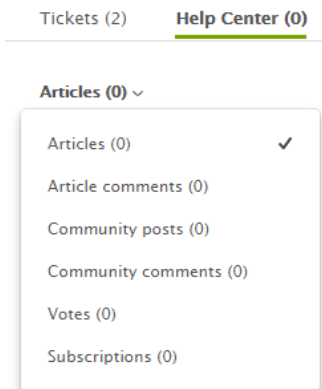 Tickets (2) Help Center (0)
Articles (0)
Articles (0)
Article comments (0)
Community posts (0)
Community comments (0)
Votes (0)
Subscriptions (0)